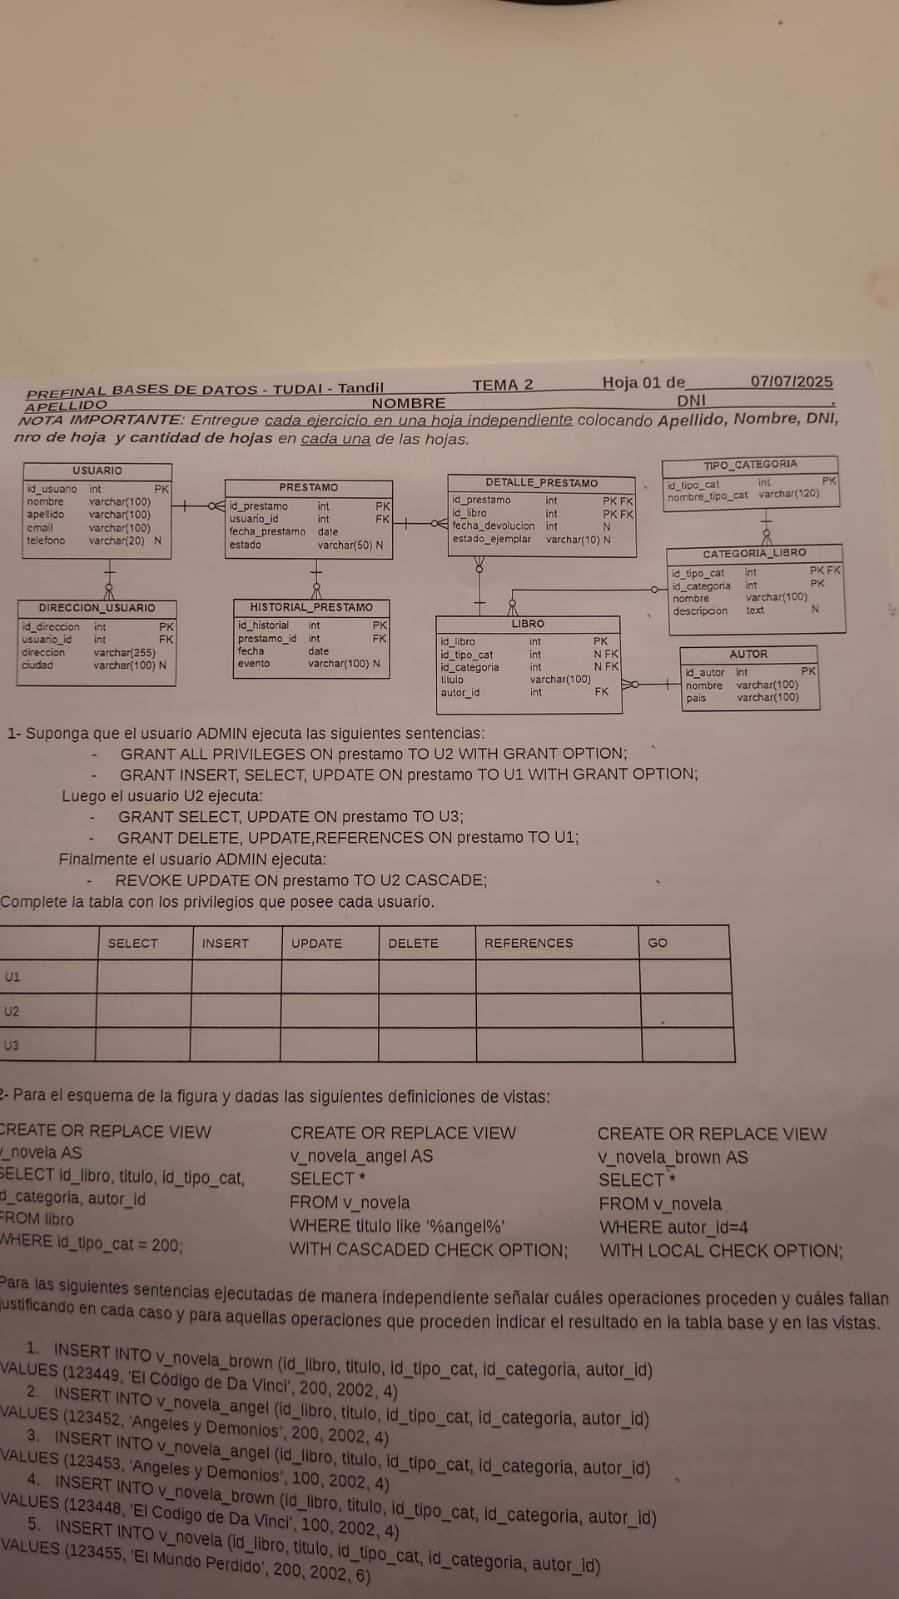 PREFINAL BASES DE DATOS - TUDAI - Tandil TEMA 2 Hoja 01 de______ 07/07/2025
APELLIDO NOMBRE DNI .
NOTA IMPORTANTE: Entregue cada ejercicio en una hoja independiente colocando Apellido, Nombre, DNI,
nro de hoja y cantidad de hojas en cada una de las hojas.
USUARIO
id_usuario int PK
nombre varchar(100)
apellido varchar(100)
email varchar(100)
telefono varchar(20) N
PRESTAMO
id_prestamo int PK
usuario_id int FK
fecha_prestamo date
estado varchar(50) N
DETALLE_PRESTAMO
id_prestamo int PK FK
id_libro int PK FK
fecha_devolucion int N
estado_ejemplar varchar(10) N
TIPO_CATEGORIA
id_tipo_cat int PK
nombre_tipo_cat varchar(120)
CATEGORIA_LIBRO
id_tipo_cat int PK FK
id_categoria int PK
nombre varchar(100)
descripcion text N
DIRECCION_USUARIO
id_direccion int PK
usuario_id int FK
direccion varchar(255)
ciudad varchar(100) N
HISTORIAL_PRESTAMO
id_historial int PK
prestamo_id int FK
fecha date
evento varchar(100) N
LIBRO
id_libro int PK
id_tipo_cat int N FK
id_categoria int N FK
titulo varchar(100)
autor_id int FK
AUTOR
id_autor int PK
nombre varchar(100)
pais varchar(100)
1- Suponga que el usuario ADMIN ejecuta las siguientes sentencias:
- GRANT ALL PRIVILEGES ON prestamo TO U2 WITH GRANT OPTION;
- GRANT INSERT, SELECT, UPDATE ON prestamo TO U1 WITH GRANT OPTION;
Luego el usuario U2 ejecuta:
- GRANT SELECT, UPDATE ON prestamo TO U3;
- GRANT DELETE, UPDATE,REFERENCES ON prestamo TO U1;
Finalmente el usuario ADMIN ejecuta:
- REVOKE UPDATE ON prestamo TO U2 CASCADE;
Complete la tabla con los privilegios que posee cada usuario.
SELECT INSERT UPDATE DELETE REFERENCES GO
U1
U2
U3
2- Para el esquema de la figura y dadas las siguientes definiciones de vistas:
CREATE OR REPLACE VIEW
v_novela AS
SELECT id_libro, titulo, id_tipo_cat,
id_categoria, autor_id
FROM libro
WHERE id_tipo_cat = 200;
CREATE OR REPLACE VIEW
v_novela_angel AS
SELECT *
FROM v_novela
WHERE titulo like '%angel%'
WITH CASCADED CHECK OPTION;
CREATE OR REPLACE VIEW
v_novela_brown AS
SELECT *
FROM v_novela
WHERE autor_id=4
WITH LOCAL CHECK OPTION;
Para las siguientes sentencias ejecutadas de manera independiente señalar cuáles operaciones proceden y cuáles fallan
justificando en cada caso y para aquellas operaciones que proceden indicar el resultado en la tabla base y en las vistas.
1. INSERT INTO v_novela_brown (id_libro, titulo, id_tipo_cat, id_categoria, autor_id)
VALUES (123449, 'El Código de Da Vinci', 200, 2002, 4)
2. INSERT INTO v_novela_angel (id_libro, titulo, id_tipo_cat, id_categoria, autor_id)
VALUES (123452, 'Angeles y Demonios', 200, 2002, 4)
3. INSERT INTO v_novela_angel (id_libro, titulo, id_tipo_cat, id_categoria, autor_id)
VALUES (123453, 'Angeles y Demonios', 100, 2002, 4)
4. INSERT INTO v_novela_brown (id_libro, titulo, id_tipo_cat, id_categoria, autor_id)
VALUES (123448, 'El Codigo de Da Vinci', 100, 2002, 4)
5. INSERT INTO v_novela (id_libro, titulo, id_tipo_cat, id_categoria, autor_id)
VALUES (123455, 'El Mundo Perdido', 200, 2002, 6)